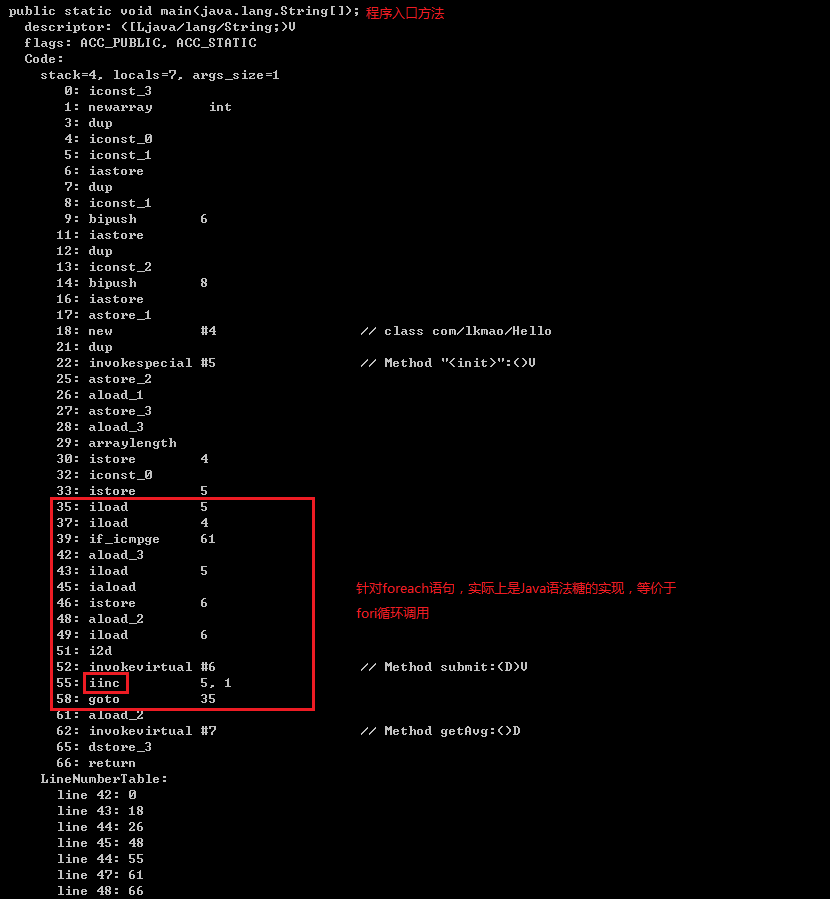 public static void main(java.lang.String[]); 程序入口方法
descriptor: ([Ljava/lang/String;)V
flags: ACC_PUBLIC, ACC_STATIC
Code:
stack=4, locals=7, args_size=1
0: iconst_3
1: newarray int
3: dup
4: iconst_0
5: iconst_1
6: iastore
7: dup
8: iconst_1
9: bipush 6
11: iastore
12: dup
13: iconst_2
14: bipush 8
16: iastore
17: astore_1
18: new #4 // class com/lkmao/Hello
21: dup
22: invokespecial #5 // Method "<init>":()V
25: astore_2
26: aload_1
27: astore_3
28: aload_3
29: arraylength
30: istore 4
32: iconst_0
33: istore 5
35: iload 5
37: iload 4
39: if_icmpge 61
42: aload_3
43: iload 5
45: iaload
46: istore 6
48: aload_2
49: iload 6
51: i2d
52: invokevirtual #6 // Method submit:(D)V
55: iinc 5, 1
58: goto 35
61: aload_2
62: invokevirtual #7 // Method getAvg:()D
65: dstore_3
66: return
LineNumberTable:
line 42: 0
line 43: 18
line 44: 26
line 45: 48
line 44: 55
line 47: 61
line 48: 66
针对foreach语句，实际上是Java语法糖的实现，等价于
fori循环调用